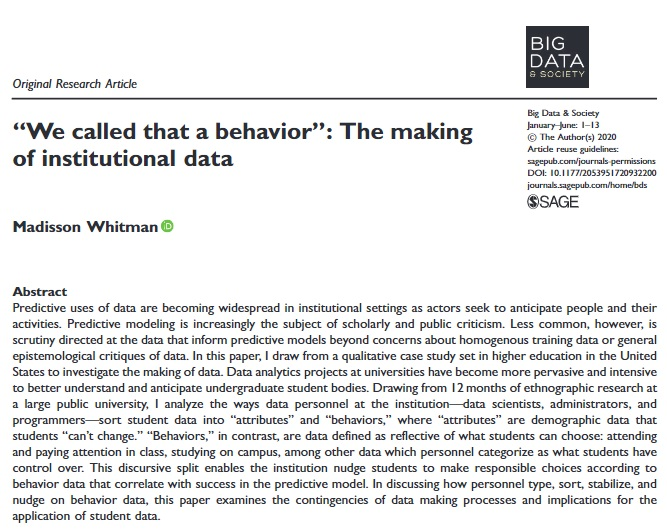 BIG
DATA
& SOCIETY
Original Research Article
“We called that a behavior”: The making
of institutional data
Big Data & Society
January–June: 1–13
© The Author(s) 2020
Article reuse guidelines:
sagepub.com/journals-permissions
DOI: 10.1177/2053951720932200
journals.sagepub.com/home/bds
SAGE
Madisson Whitman
Abstract
Predictive uses of data are becoming widespread in institutional settings as actors seek to anticipate people and their
activities. Predictive modeling is increasingly the subject of scholarly and public criticism. Less common, however, is
scrutiny directed at the data that inform predictive models beyond concerns about homogenous training data or general
epistemological critiques of data. In this paper, I draw from a qualitative case study set in higher education in the United
States to investigate the making of data. Data analytics projects at universities have become more pervasive and intensive
to better understand and anticipate undergraduate student bodies. Drawing from 12 months of ethnographic research at
a large public university, I analyze the ways data personnel at the institution—data scientists, administrators, and
programmers—sort student data into “attributes” and “behaviors,” where “attributes” are demographic data that
students “can’t change.” “Behaviors,” in contrast, are data defined as reflective of what students can choose: attending
and paying attention in class, studying on campus, among other data which personnel categorize as what students have
control over. This discursive split enables the institution nudge students to make responsible choices according to
behavior data that correlate with success in the predictive model. In discussing how personnel type, sort, stabilize, and
nudge on behavior data, this paper examines the contingencies of data making processes and implications for the
application of student data.